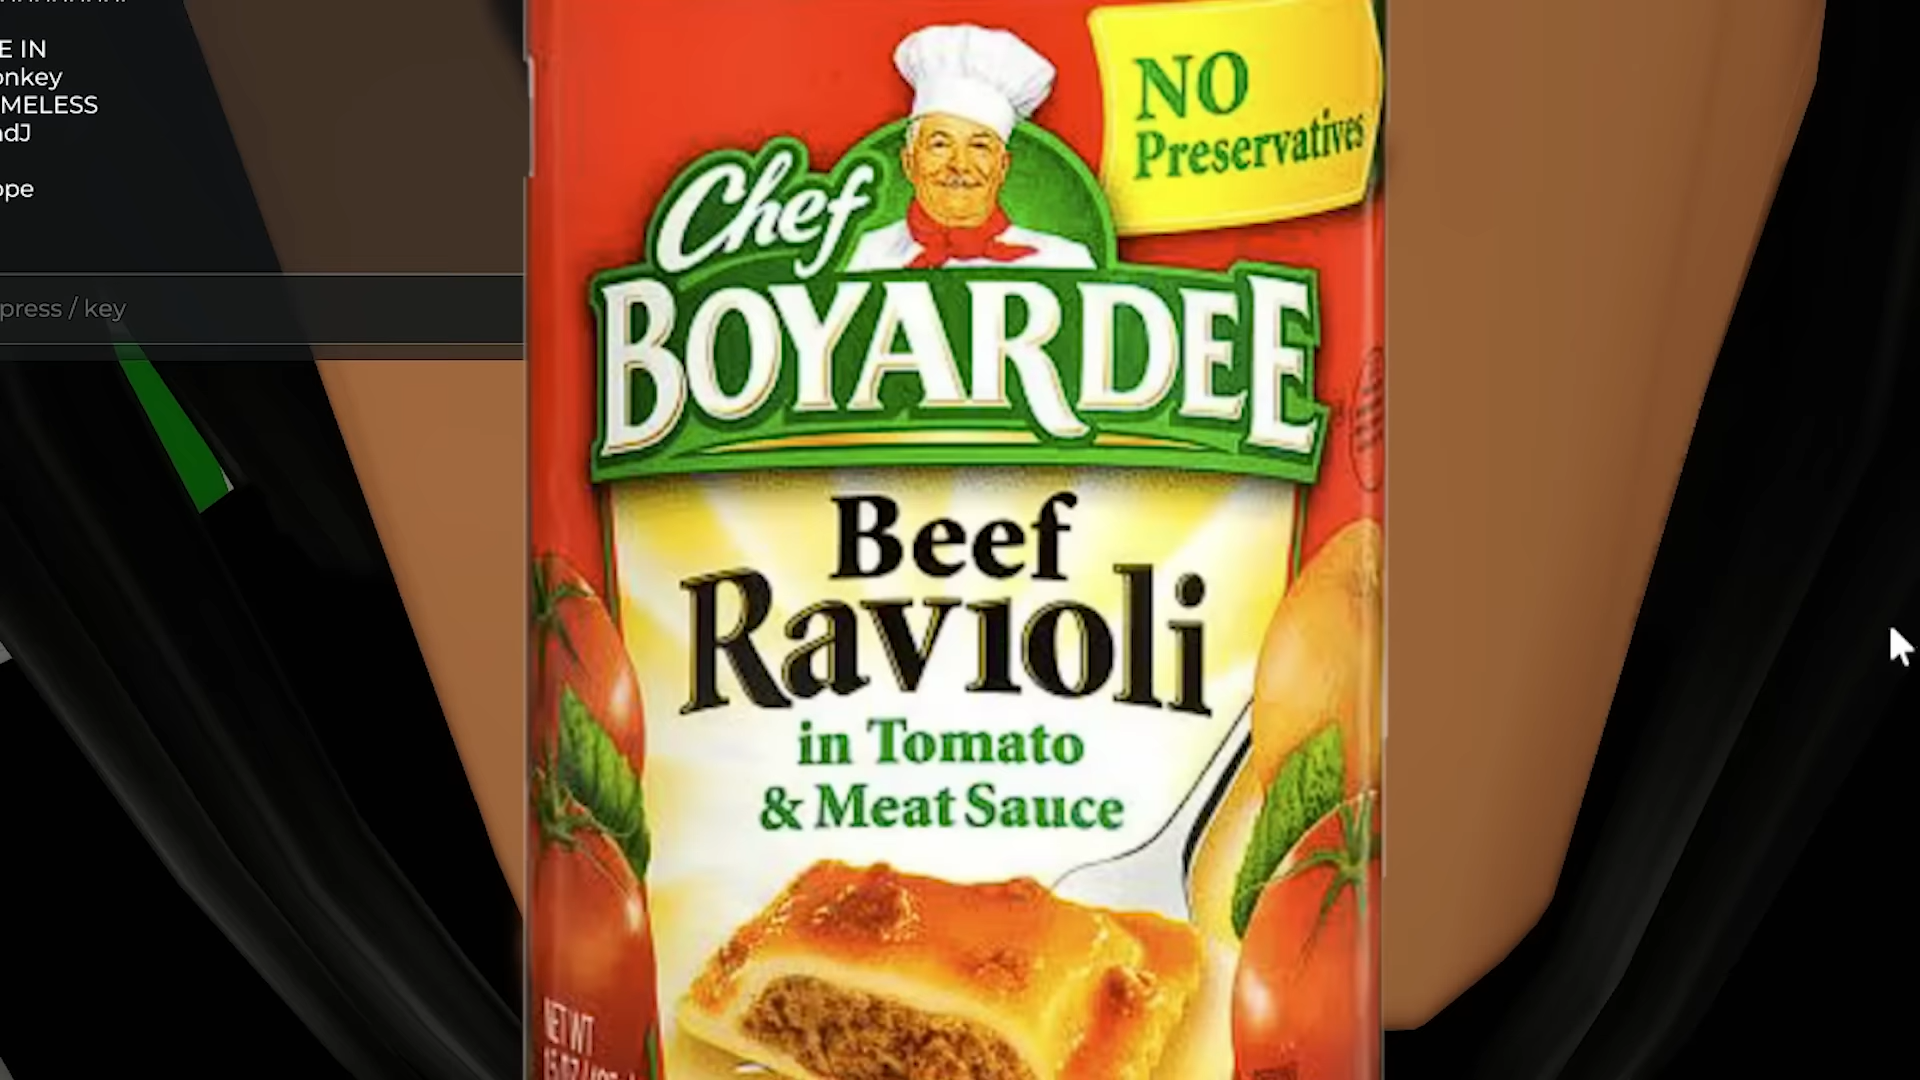 E IN
onkey
MELESS
ndJ
ope
press / key
NO
Preservatives
Chef
BOYARDEE
Beef
Ravioli
in Tomato
& Meat Sauce
NET WT